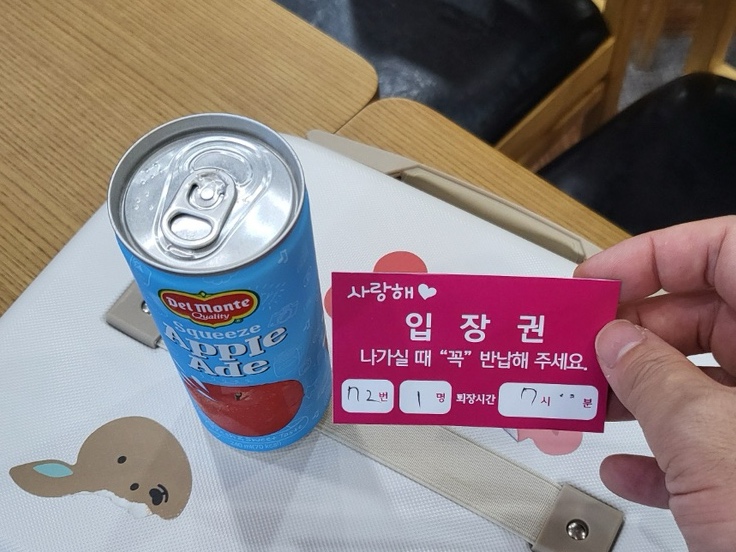 DEL MONTE
Quality
Squeeze
Apple
Ade
사랑해
입장권
나가실 때 "꼭" 반납해 주세요.
72번 1명 퇴장시간 7시 분